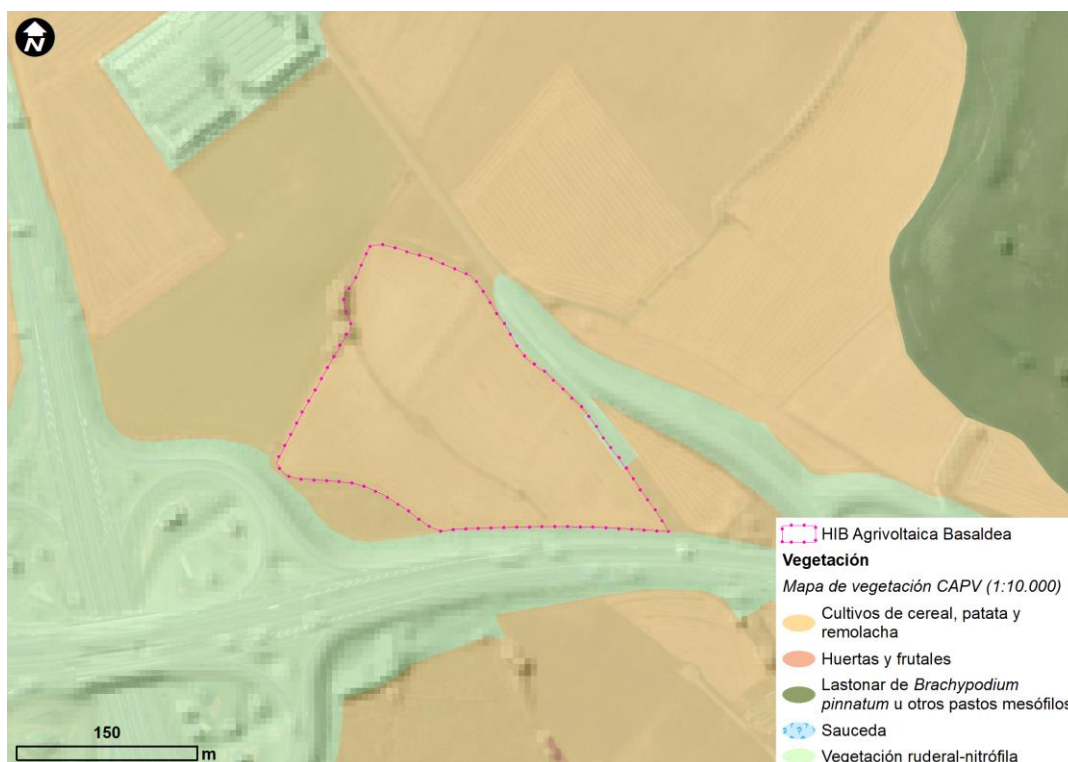 N
HIB Agrivoltaica Basaldea
Vegetación
Mapa de vegetación CAPV (1:10.000)
Cultivos de cereal, patata y
remolacha
Huertas y frutales
Lastonar de Brachypodium
pinnatum u otros pastos mesófilos
Sauceda
Vegetación ruderal-nitrófila
150
m